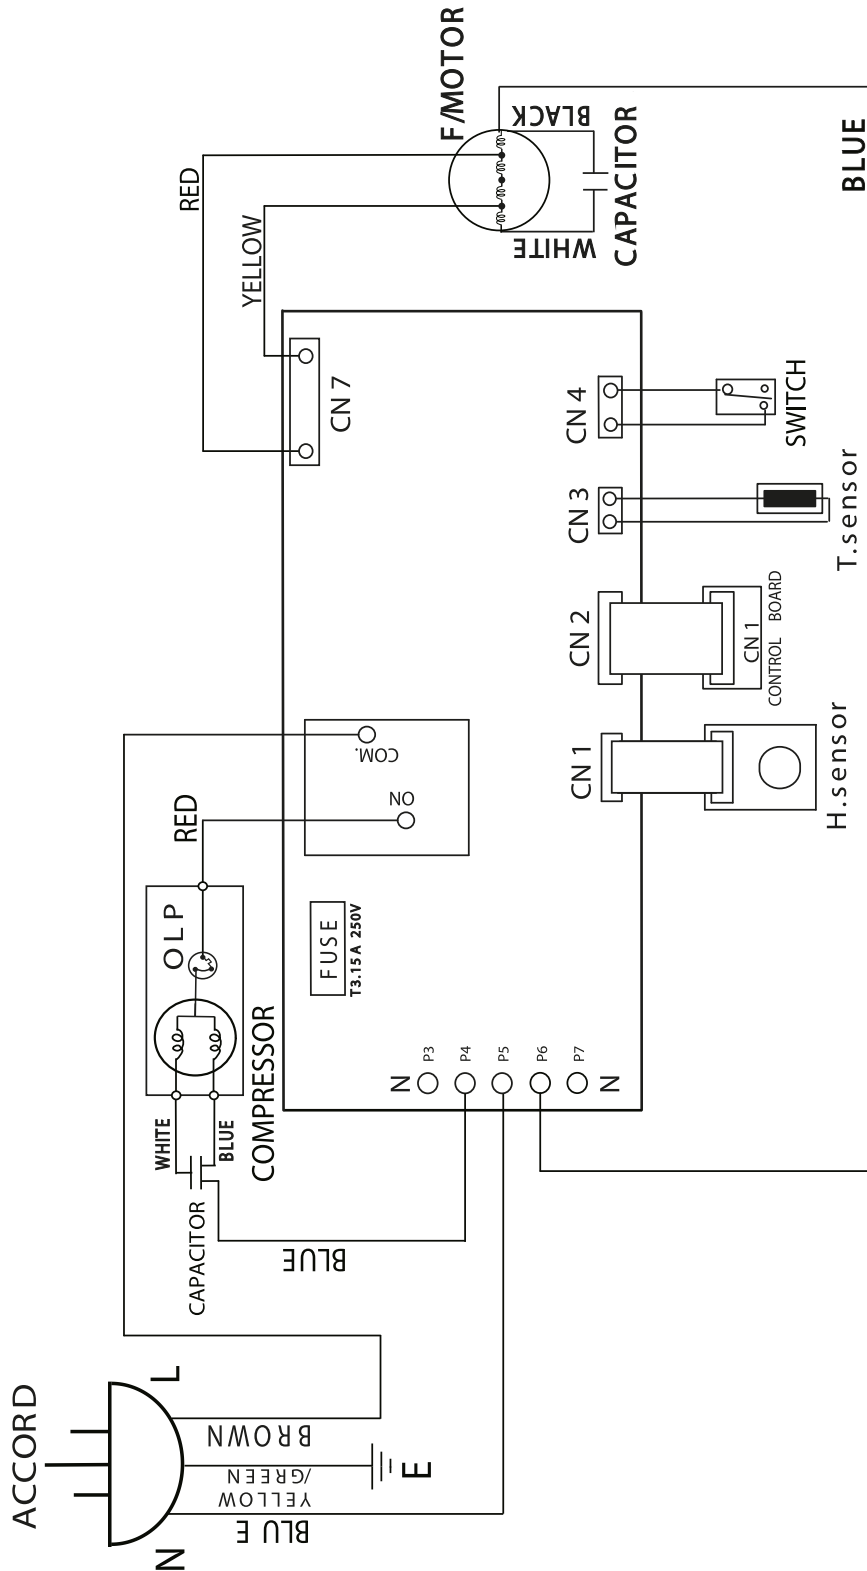 ACCORD
L
N
BROWN
YELLOW
/GREEN
BLUE
E
CAPACITOR
WHITE
BLUE
BLUE
COMPRESSOR
OLP
RED
COM.
NO
FUSE
T3.15 A 250V
N
P3
P4
P5
P6
P7
N
CN 7
YELLOW
RED
F/MOTOR
BLACK
WHITE
CAPACITOR
BLUE
CN 1
H.sensor
CN 2
CN 1
CONTROL BOARD
CN 3
T.sensor
CN 4
SWITCH